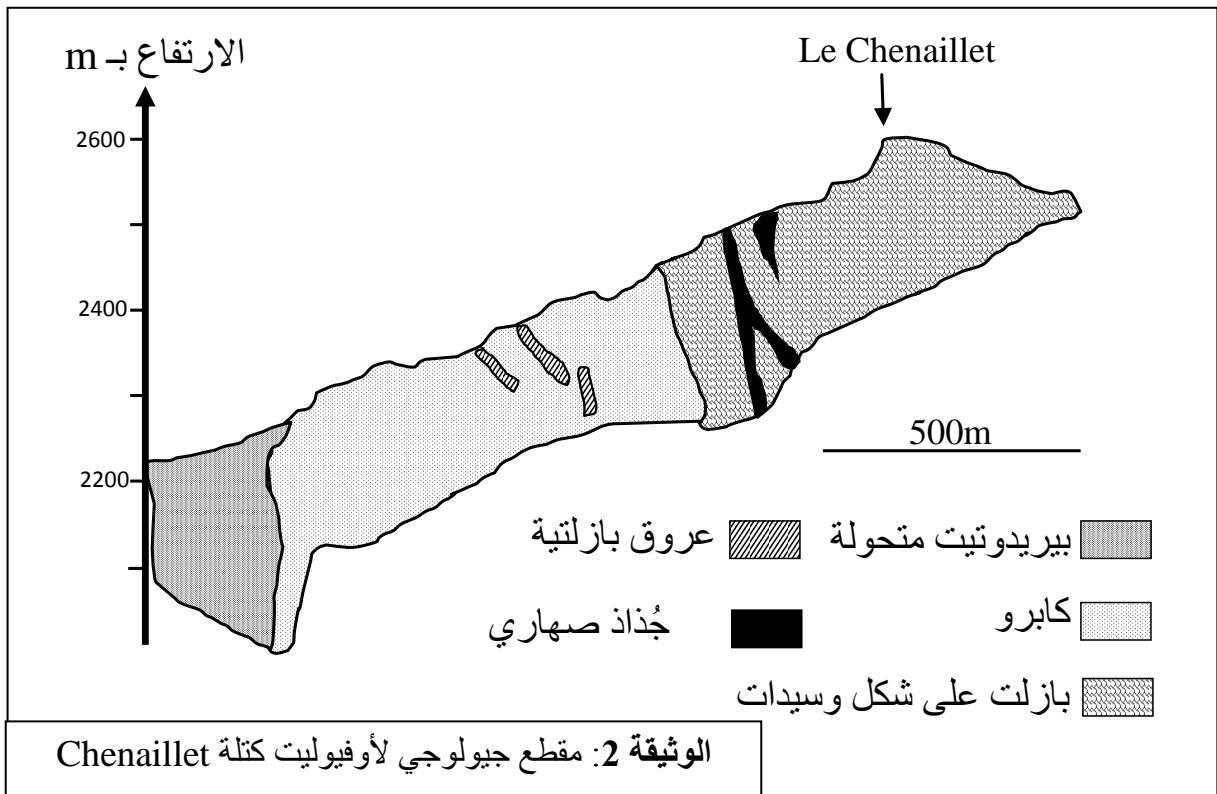 الارتفاع بـ m
Le Chenaillet
2600
2400
2200
500m
بيريدوتيت متحولة
عروق بازلتية
كابرو
جُذاذ صهاري
بازلت على شكل وسيدات
الوثيقة 2: مقطع جيولوجي لأوفيوليت كتلة Chenaillet